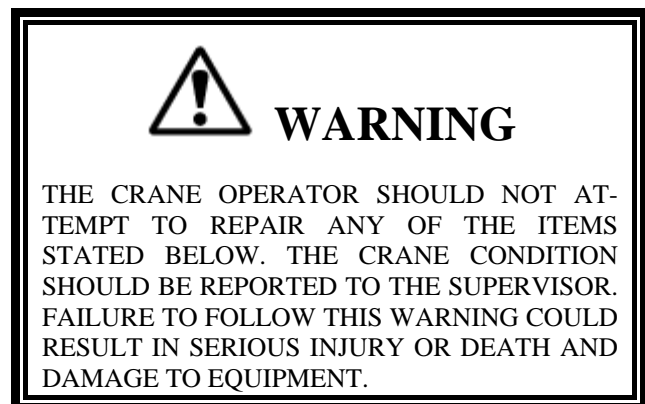 WARNING
THE CRANE OPERATOR SHOULD NOT AT-
TEMPT TO REPAIR ANY OF THE ITEMS
STATED BELOW. THE CRANE CONDITION
SHOULD BE REPORTED TO THE SUPERVISOR.
FAILURE TO FOLLOW THIS WARNING COULD
RESULT IN SERIOUS INJURY OR DEATH AND
DAMAGE TO EQUIPMENT.